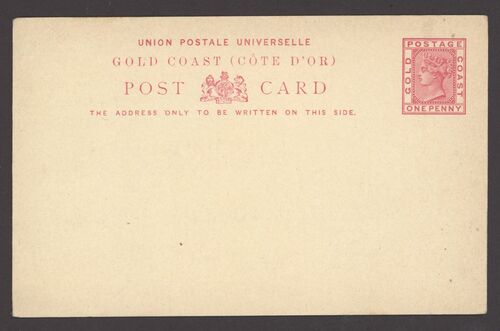 UNION POSTALE UNIVERSELLE
GOLD COAST (CÔTE D'OR)
POST CARD
THE ADDRESS ONLY TO BE WRITTEN ON THIS SIDE.
POSTAGE
GOLD
COAST
ONE PENNY